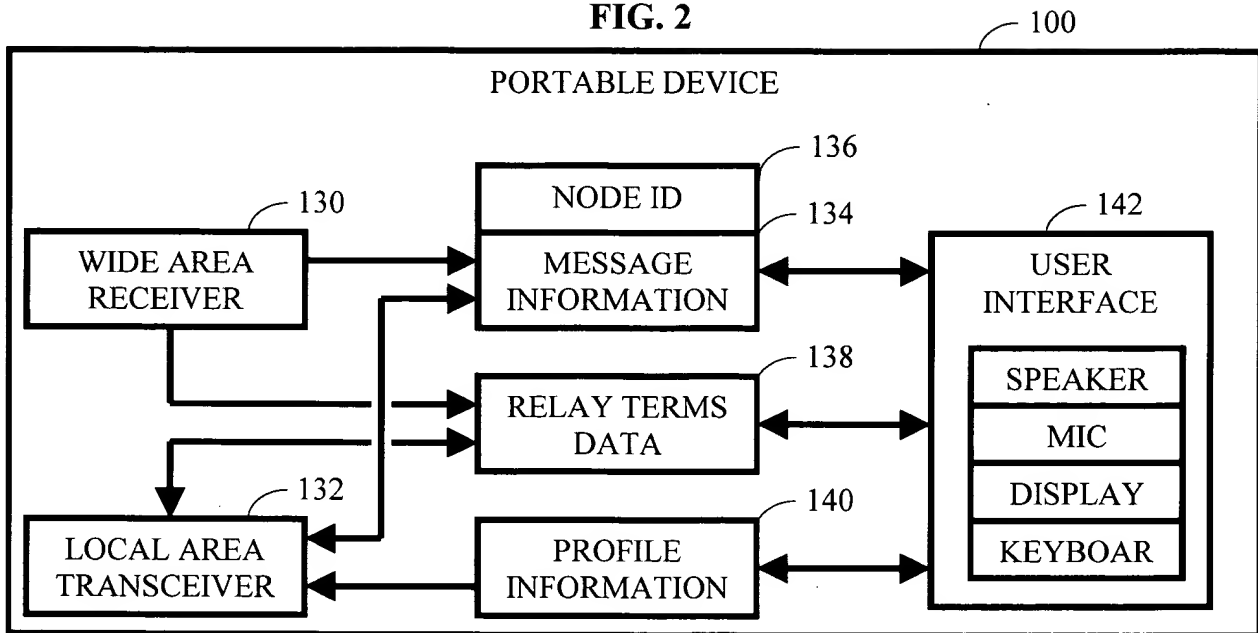 FIG. 2
100
PORTABLE DEVICE
136
NODE ID
130
134
142
WIDE AREA
RECEIVER
MESSAGE
INFORMATION
USER
INTERFACE
138
SPEAKER
RELAY TERMS
DATA
MIC
132
140
DISPLAY
LOCAL AREA
TRANSCEIVER
PROFILE
INFORMATION
KEYBOAR